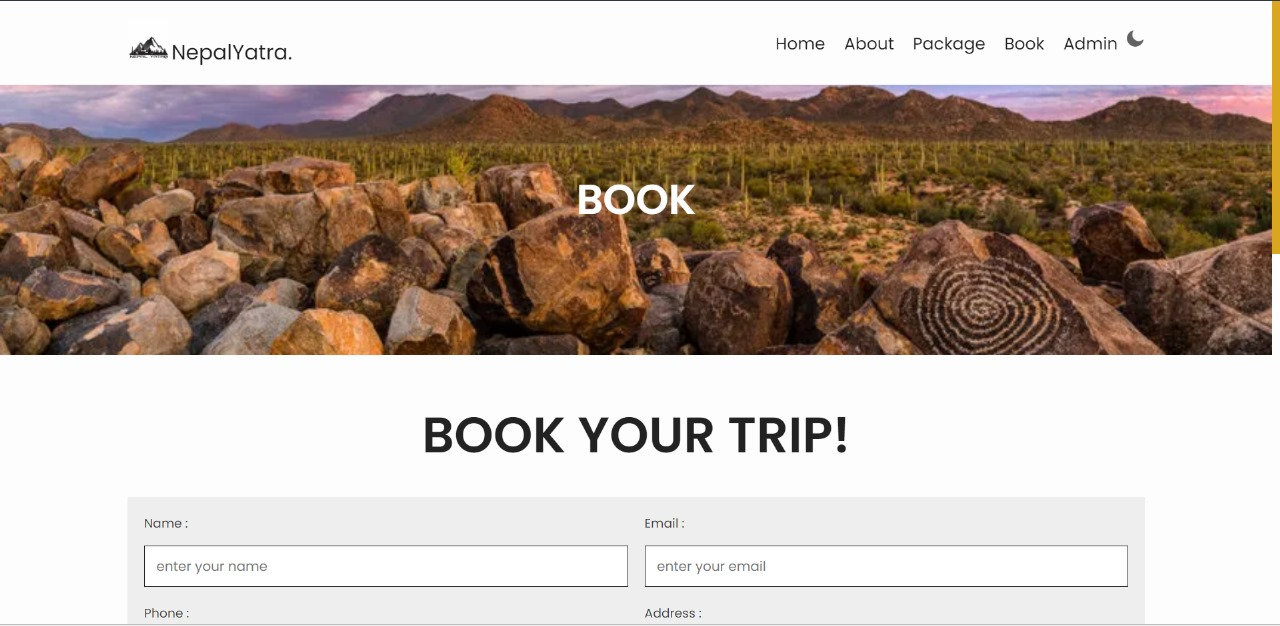 NepalYatra.
Home About Package Book Admin
BOOK
BOOK YOUR TRIP!
Name : Email :
enter your name enter your email
Phone : Address :